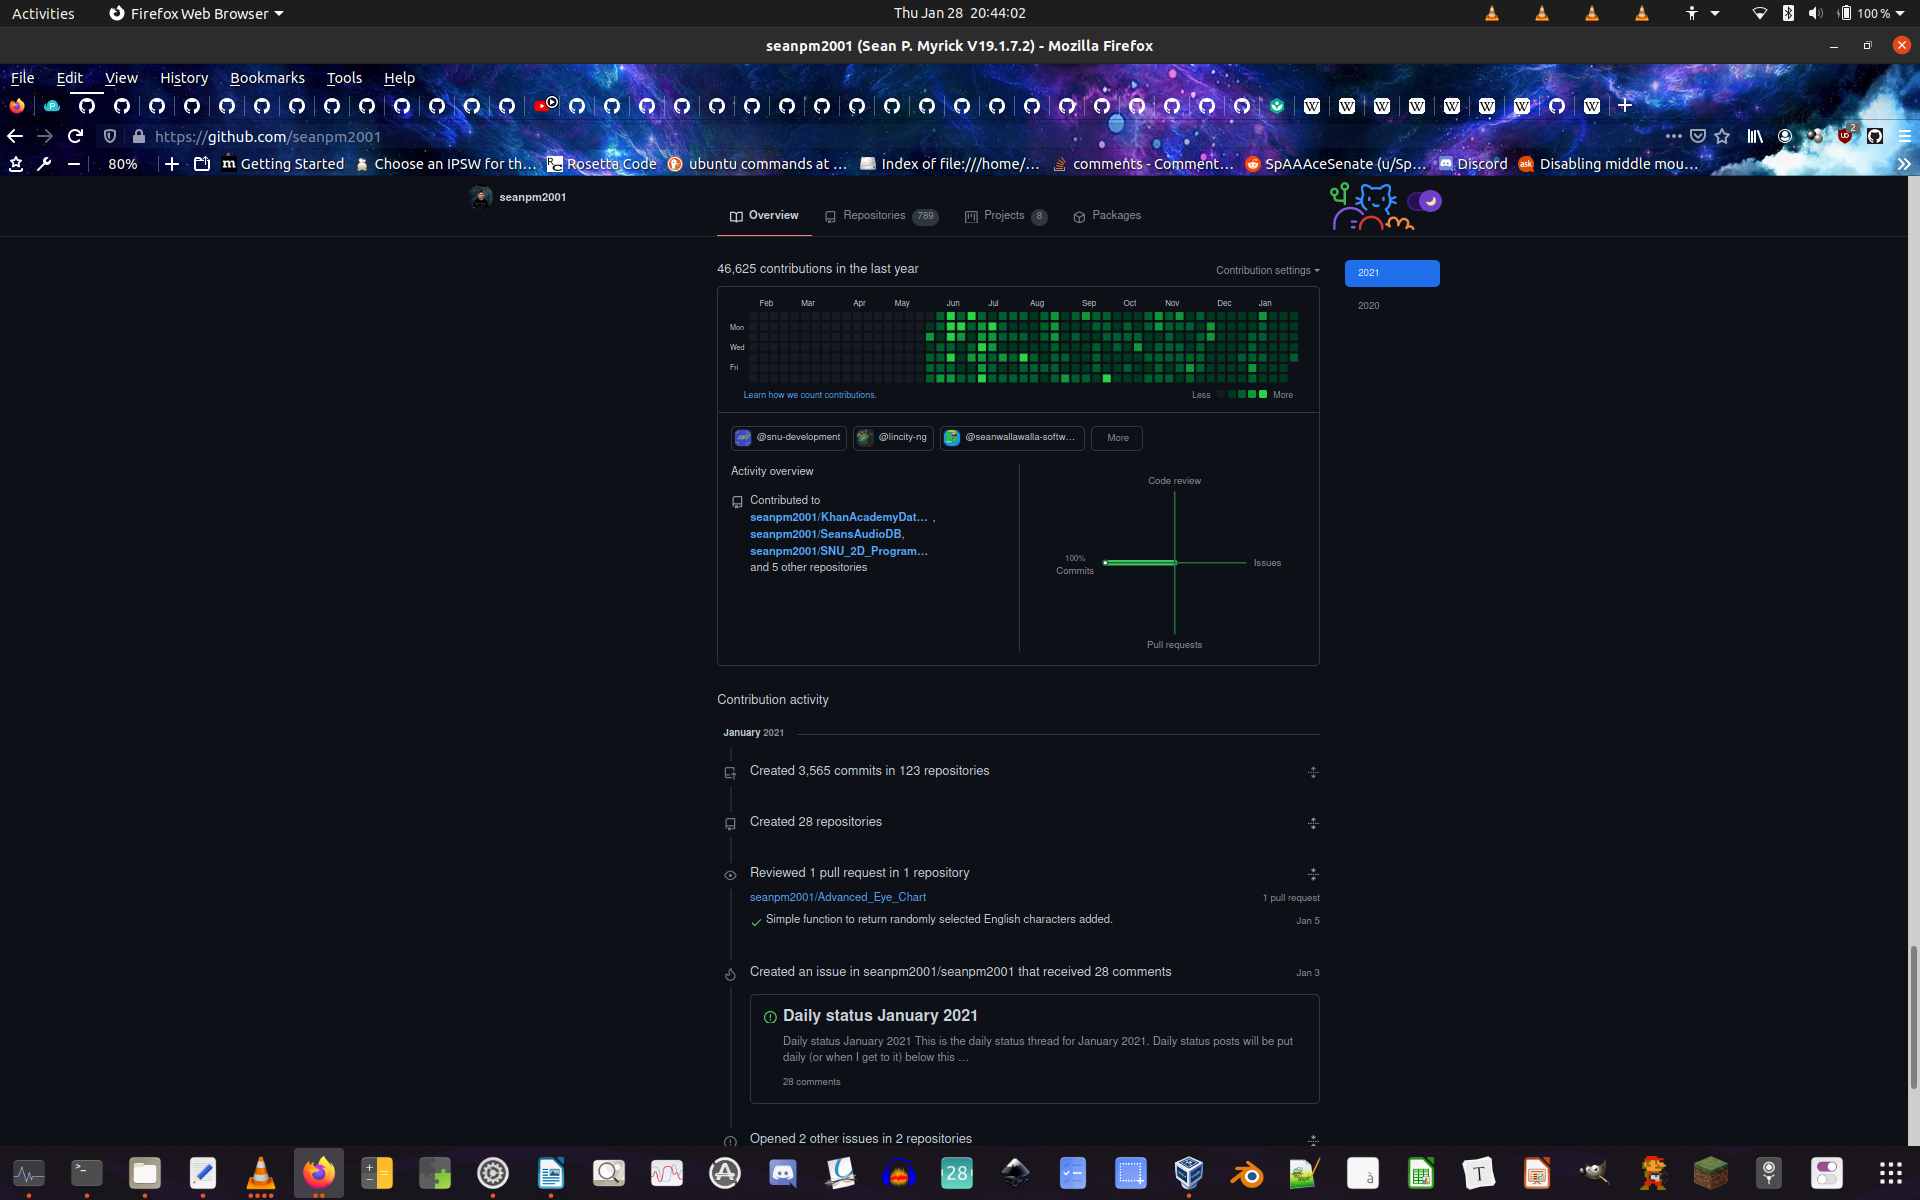 Activities
Firefox Web Browser
Thu Jan 28 20:44:02
100 %
seanpm2001 (Sean P. Myrick V19.1.7.2) - Mozilla Firefox
File Edit View History Bookmarks Tools Help
https://github.com/seanpm2001
2
80%
m Getting Started
Choose an IPSW for th…
Rosetta Code
ubuntu commands at …
Index of file:///home/…
comments - Comment…
SpAAAceSenate (u/Sp…
Discord
ask Disabling middle mou…
seanpm2001
Overview
Repositories 789
Projects 8
Packages
46,625 contributions in the last year
Contribution settings
2021
2020
Feb Mar Apr May Jun Jul Aug Sep Oct Nov Dec Jan
Mon
Wed
Fri
Learn how we count contributions.
Less More
@snu-development
@lincity-ng
@seanwallawalla-softw…
More
Activity overview
Contributed to
seanpm2001/KhanAcademyDat… ,
seanpm2001/SeansAudioDB,
seanpm2001/SNU_2D_Program…
and 5 other repositories
Code review
100%
Commits
Issues
Pull requests
Contribution activity
January 2021
Created 3,565 commits in 123 repositories
Created 28 repositories
Reviewed 1 pull request in 1 repository
seanpm2001/Advanced_Eye_Chart
1 pull request
Simple function to return randomly selected English characters added.
Jan 5
Created an issue in seanpm2001/seanpm2001 that received 28 comments
Jan 3
Daily status January 2021
Daily status January 2021 This is the daily status thread for January 2021. Daily status posts will be put
daily (or when I get to it) below this …
28 comments
Opened 2 other issues in 2 repositories
28